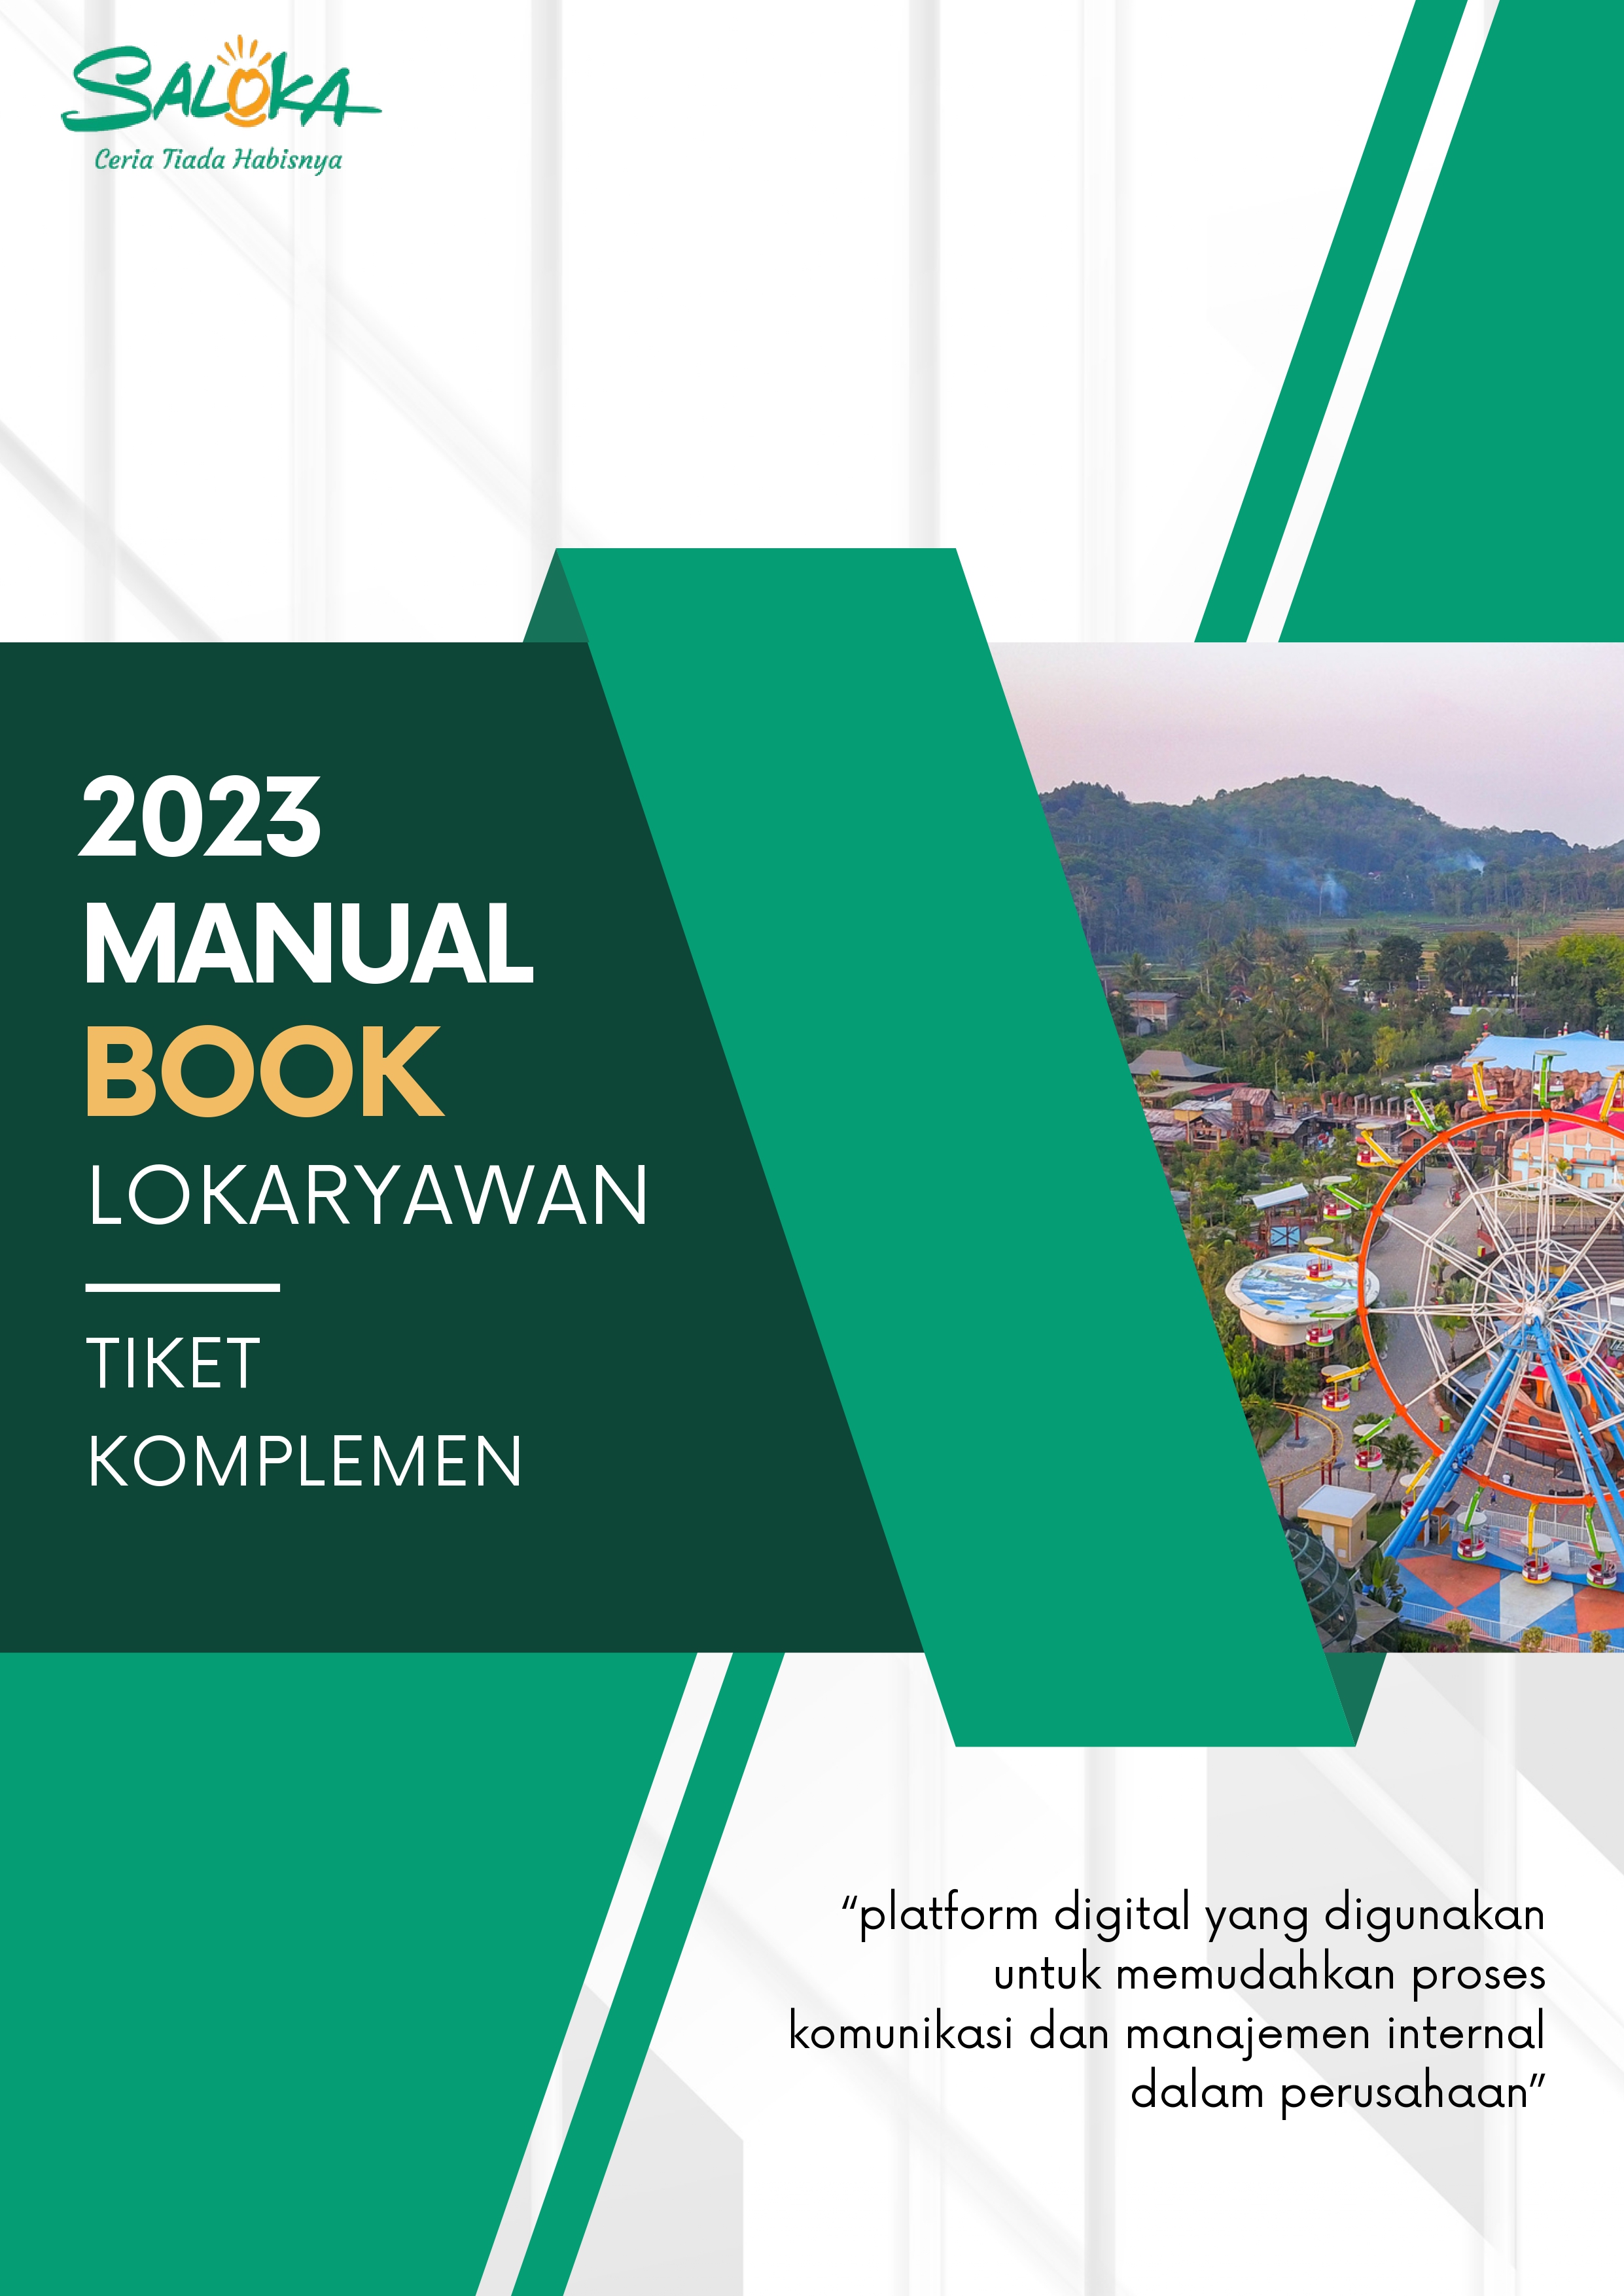 SALOKA
Ceria Tiada Habisnya
2023
MANUAL
BOOK
LOKARYAWAN
TIKET
KOMPLEMEN
“platform digital yang digunakan
untuk memudahkan proses
komunikasi dan manajemen internal
dalam perusahaan”